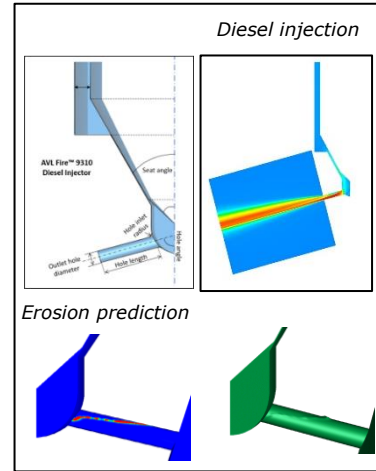 Diesel injection
AVL Fire™ 9310
Diesel Injector
Seat angle
Hole inlet
radius
Hole angle
Outlet hole
diameter
Hole length
Erosion prediction